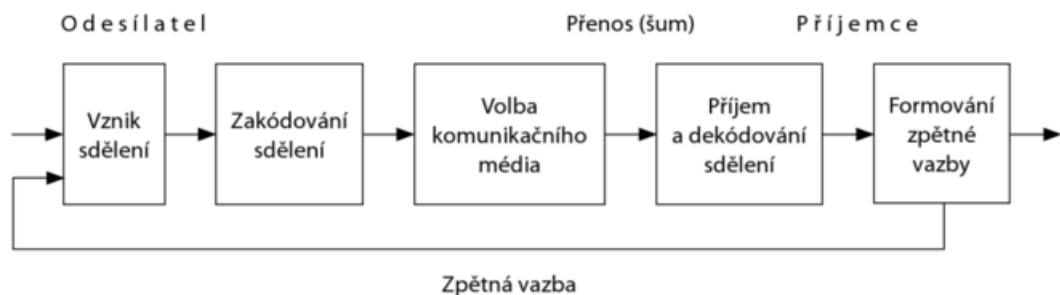 Odesílatel Přenos (šum) Příjemce
Vznik
sdělení
Zakódování
sdělení
Volba
komunikačního
média
Příjem
a dekódování
sdělení
Formování
zpětné
vazby
Zpětná vazba